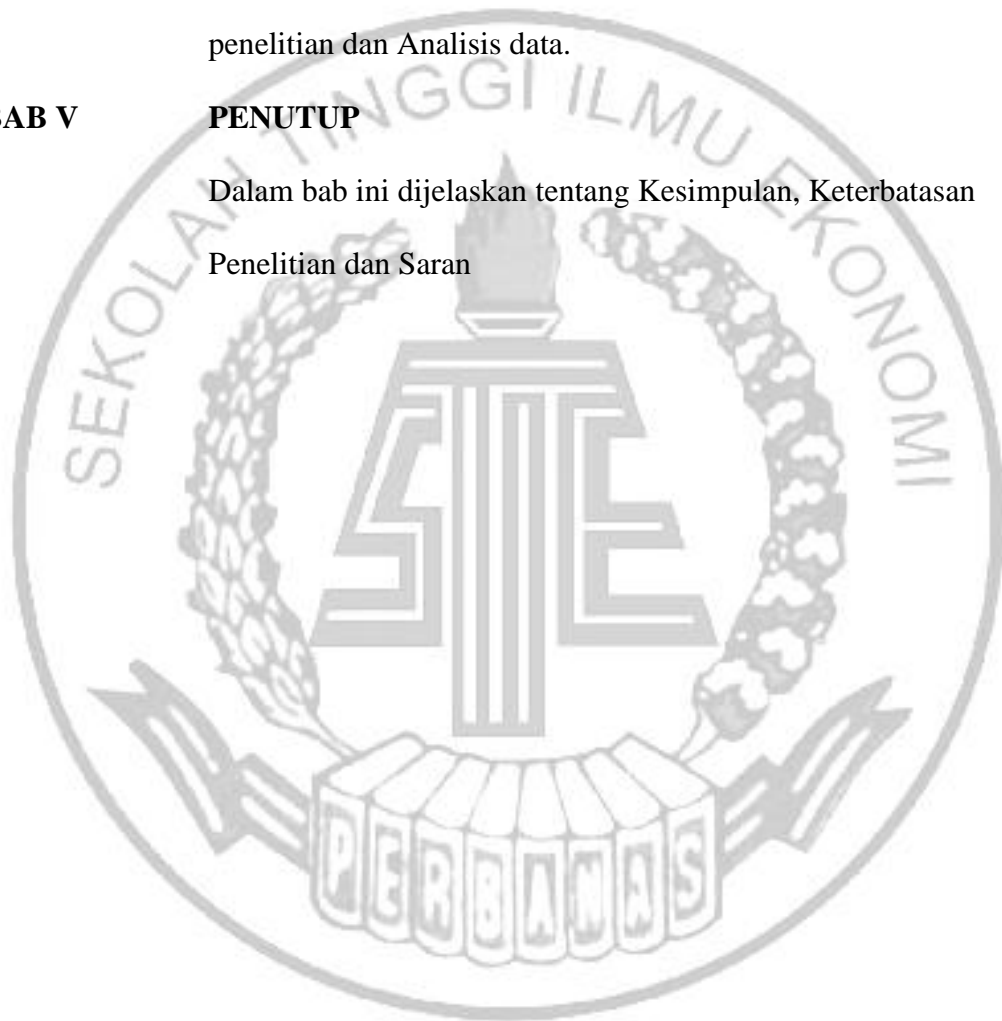 penelitian dan Analisis data.
BAB V PENUTUP
Dalam bab ini dijelaskan tentang Kesimpulan, Keterbatasan
Penelitian dan Saran
SEKOLAH TINGGI ILMU EKONOMI
STIE
PERBANAS